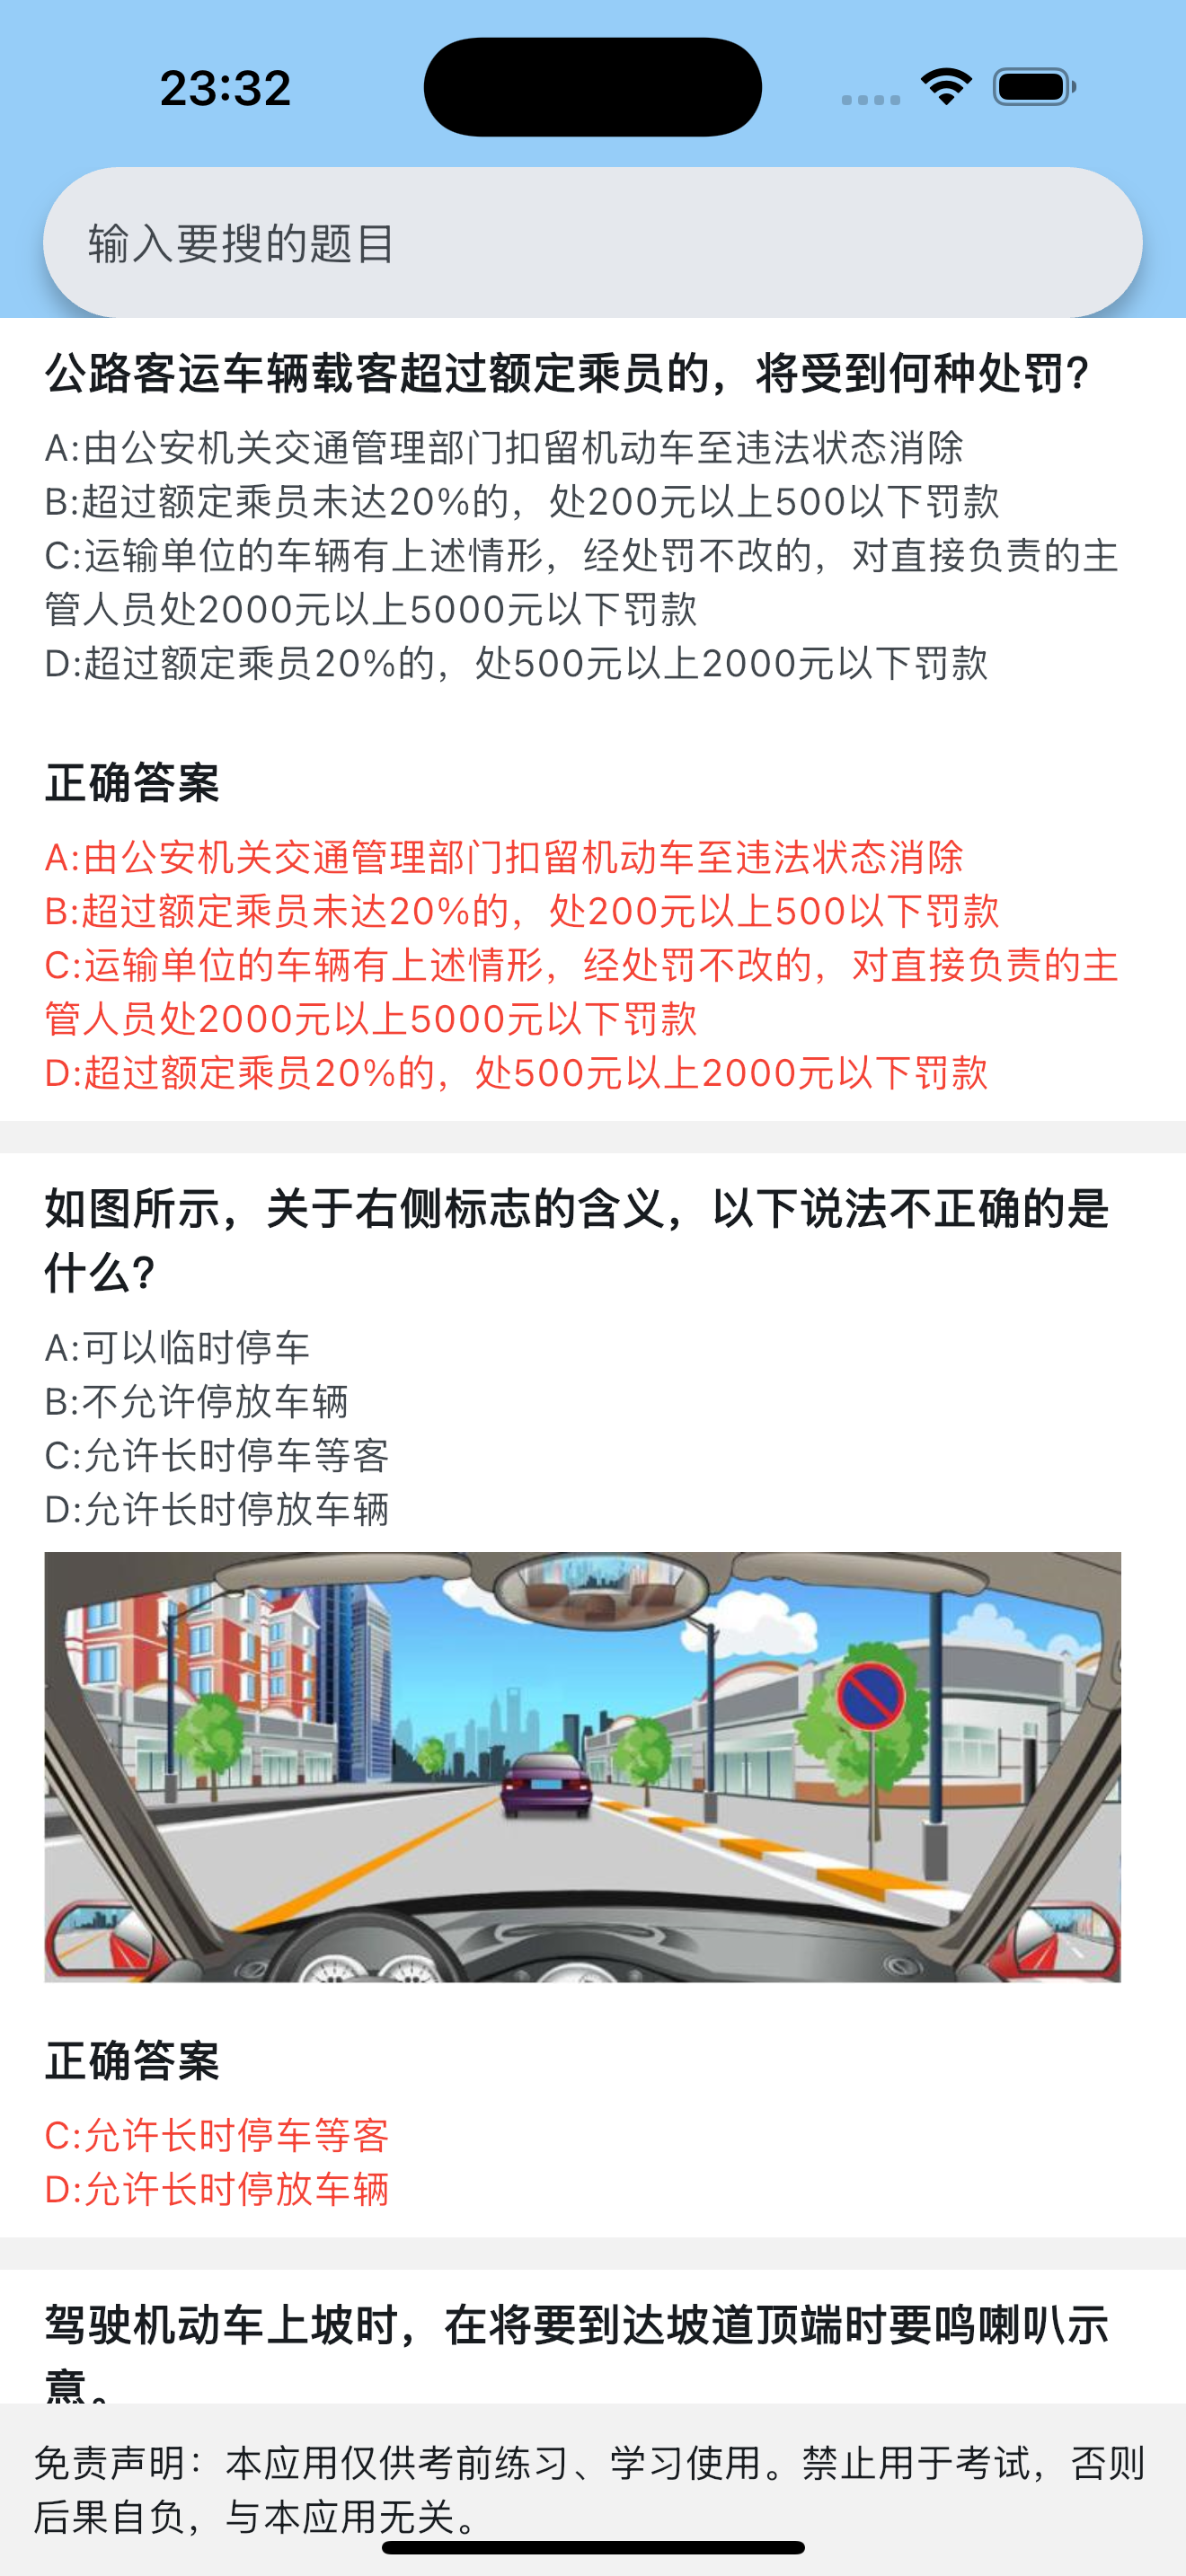 23:32
输入要搜的题目
公路客运车辆载客超过额定乘员的，将受到何种处罚?
A:由公安机关交通管理部门扣留机动车至违法状态消除
B:超过额定乘员未达20%的，处200元以上500以下罚款
C:运输单位的车辆有上述情形，经处罚不改的，对直接负责的主
管人员处2000元以上5000元以下罚款
D:超过额定乘员20%的，处500元以上2000元以下罚款
正确答案
A:由公安机关交通管理部门扣留机动车至违法状态消除
B:超过额定乘员未达20%的，处200元以上500以下罚款
C:运输单位的车辆有上述情形，经处罚不改的，对直接负责的主
管人员处2000元以上5000元以下罚款
D:超过额定乘员20%的，处500元以上2000元以下罚款
如图所示，关于右侧标志的含义，以下说法不正确的是
什么?
A:可以临时停车
B:不允许停放车辆
C:允许长时停车等客
D:允许长时停放车辆
正确答案
C:允许长时停车等客
D:允许长时停放车辆
驾驶机动车上坡时，在将要到达坡道顶端时要鸣喇叭示
意。
免责声明：本应用仅供考前练习、学习使用。禁止用于考试，否则
后果自负，与本应用无关。